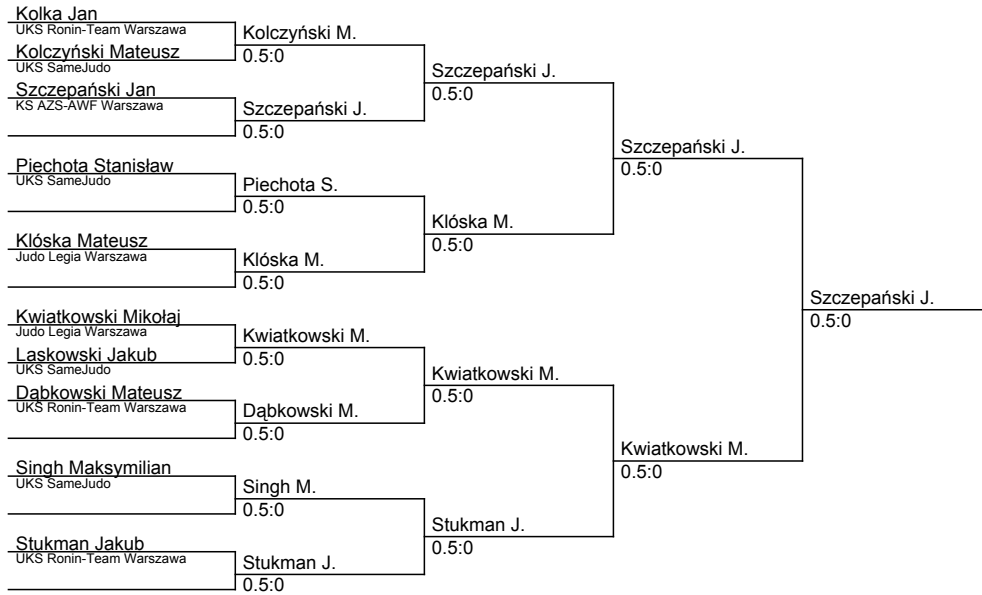 Kolka Jan
UKS Ronin-Team Warszawa
Kolczyński Mateusz
UKS SameJudo
Szczepański Jan
KS AZS-AWF Warszawa
Piechota Stanisław
UKS SameJudo
Klóska Mateusz
Judo Legia Warszawa
Kwiatkowski Mikołaj
Judo Legia Warszawa
Laskowski Jakub
UKS SameJudo
Dąbkowski Mateusz
UKS Ronin-Team Warszawa
Singh Maksymilian
UKS SameJudo
Stukman Jakub
UKS Ronin-Team Warszawa
Kolczyński M.
0.5:0
Szczepański J.
0.5:0
Piechota S.
0.5:0
Klóska M.
0.5:0
Kwiatkowski M.
0.5:0
Dąbkowski M.
0.5:0
Singh M.
0.5:0
Stukman J.
0.5:0
Szczepański J.
0.5:0
Klóska M.
0.5:0
Kwiatkowski M.
0.5:0
Stukman J.
0.5:0
Szczepański J.
0.5:0
Kwiatkowski M.
0.5:0
Szczepański J.
0.5:0